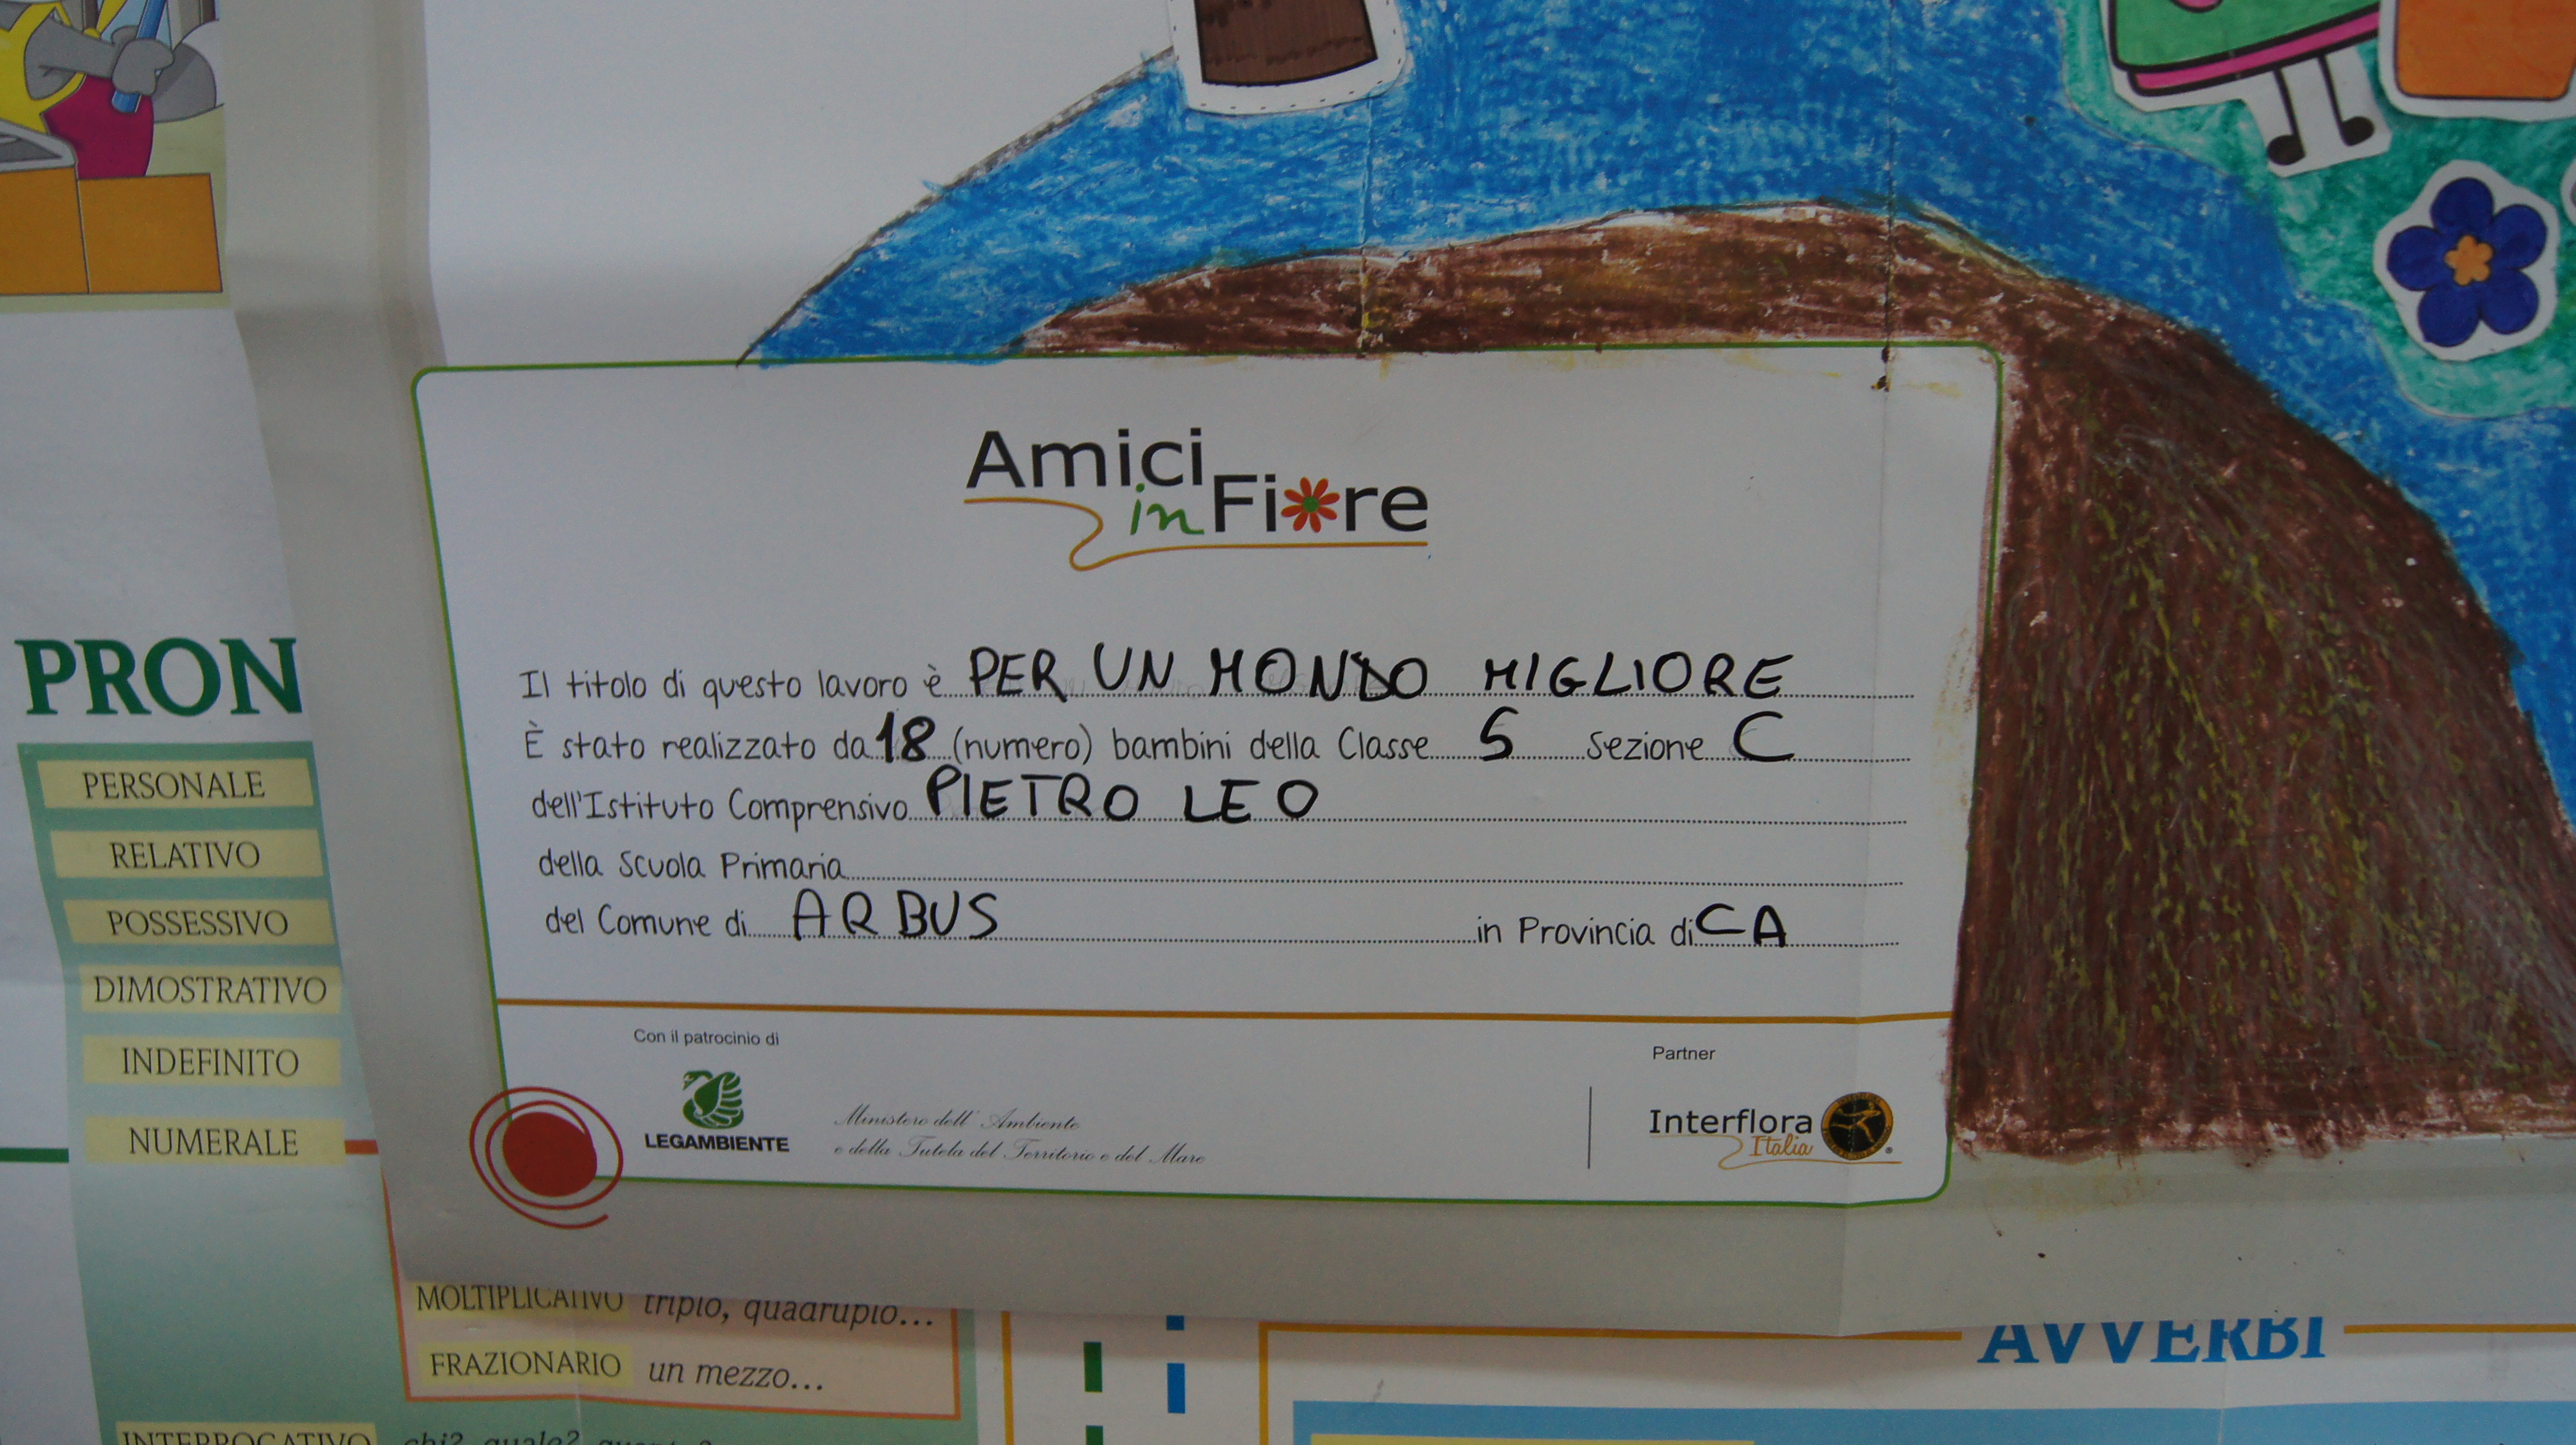 Amici
in Fiore
Il titolo di questo lavoro è PER UN MONDO MIGLIORE
È stato realizzato da 18 (numero) bambini della Classe 5 Sezione C
dell'Istituto Comprensivo PIETRO LEO
della Scuola Primaria
del Comune di ARBUS in Provincia di CA
Con il patrocinio di
LEGAMBIENTE
Ministero dell'Ambiente
e della Tutela del Territorio e del Mare
Partner
Interflora
Italia
PRON
PERSONALE
RELATIVO
POSSESSIVO
DIMOSTRATIVO
INDEFINITO
NUMERALE
MOLTIPLICATIVO triplo, quadruplo...
FRAZIONARIO un mezzo...
INTERROGATIVO chi? quale?
AVVERBI